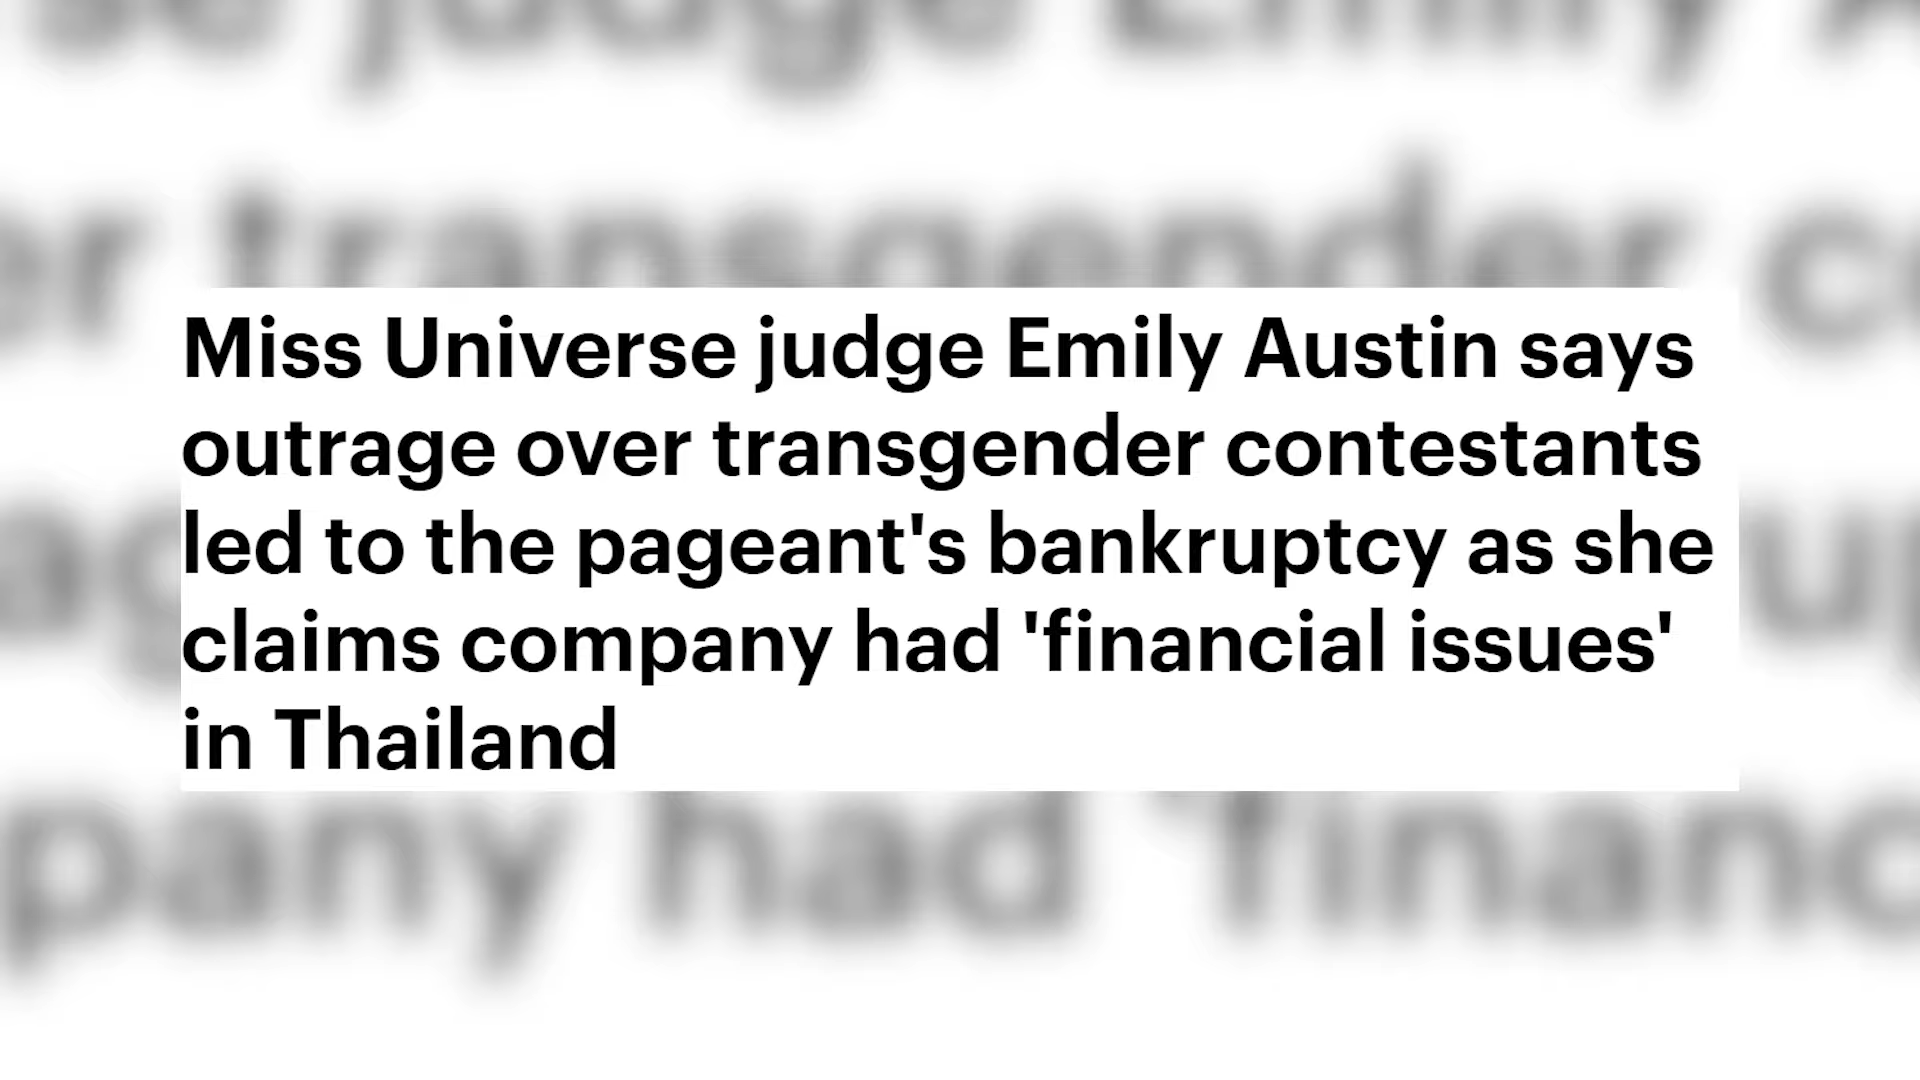 Miss Universe judge Emily Austin says
outrage over transgender contestants
led to the pageant's bankruptcy as she
claims company had 'financial issues'
in Thailand